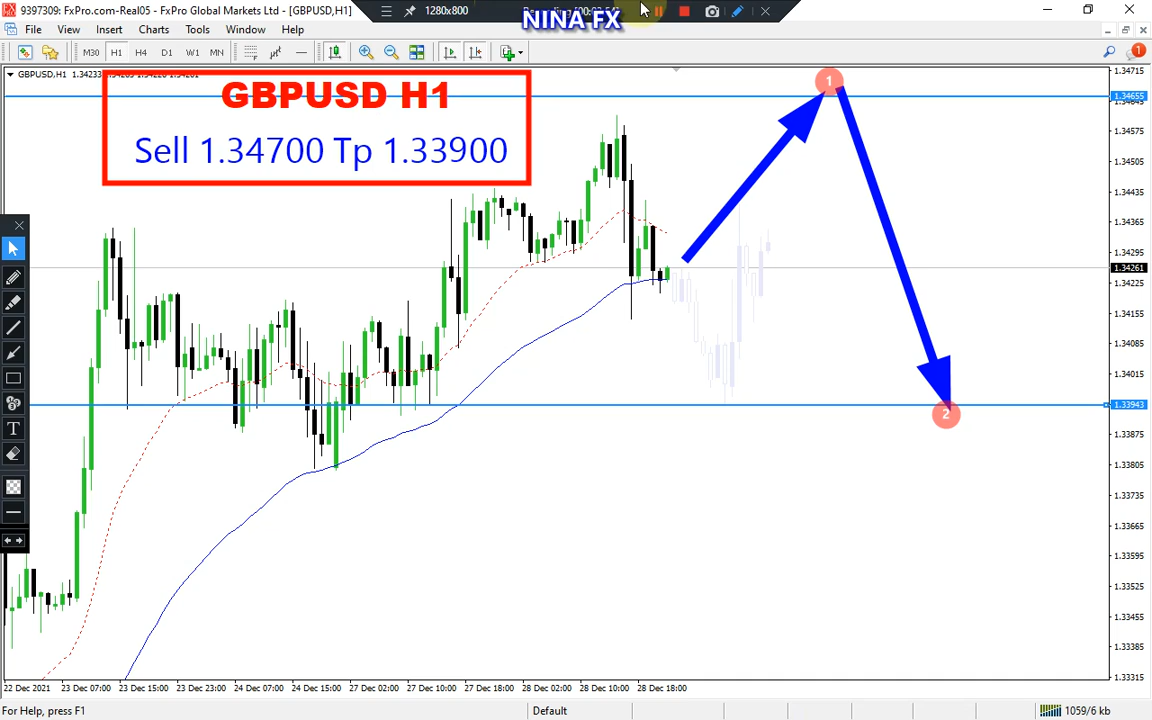 9397309: FxPro.com-Real05 - FxPro Global Markets Ltd - [GBPUSD,H1]
1280x800
NINA FX
File View Insert Charts Tools Window Help
M30 H1 H4 D1 W1 MN
1
GBPUSD,H1
GBPUSD H1
Sell 1.34700 Tp 1.33900
1
2
T
1.34715
1.34655
1.34645
1.34575
1.34505
1.34435
1.34365
1.34295
1.34261
1.34225
1.34155
1.34085
1.34015
1.33943
1.33875
1.33805
1.33735
1.33665
1.33595
1.33525
1.33455
1.33385
1.33315
22 Dec 2021 23 Dec 07:00 23 Dec 15:00 23 Dec 23:00 24 Dec 07:00 24 Dec 15:00 27 Dec 02:00 27 Dec 10:00 27 Dec 18:00 28 Dec 02:00 28 Dec 10:00 28 Dec 18:00
For Help, press F1
Default
1059/6 kb